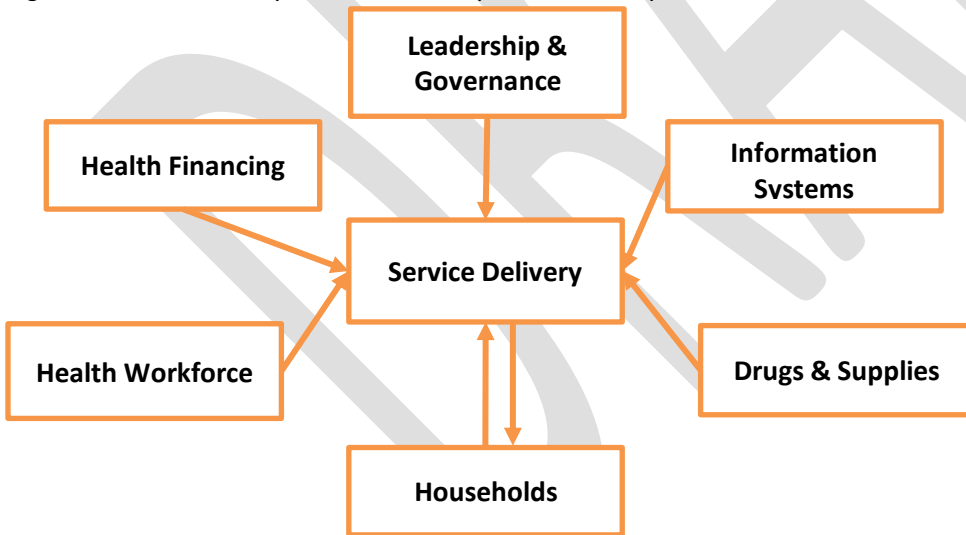 Leadership &
Governance
Health Financing
Information
Systems
Service Delivery
Health Workforce
Drugs & Supplies
Households